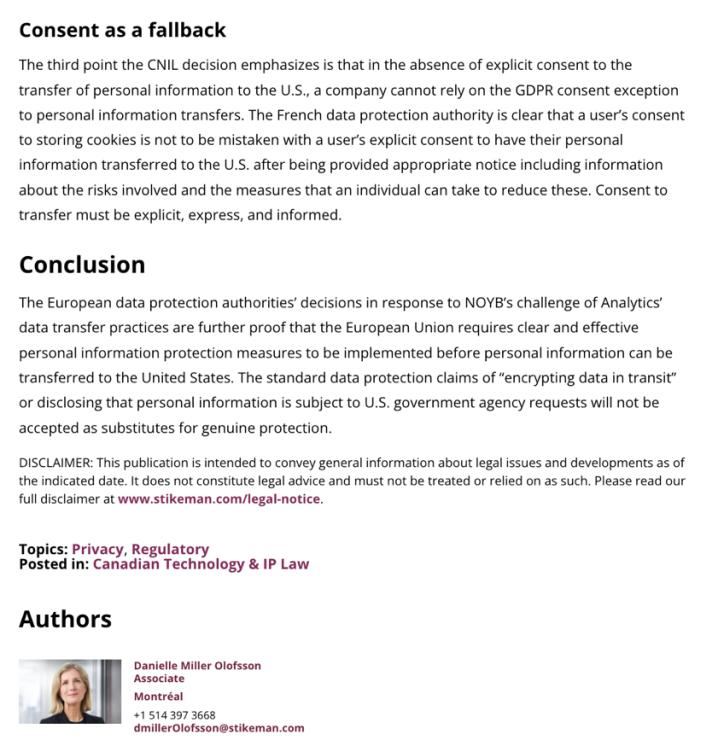 Consent as a fallback
The third point the CNIL decision emphasizes is that in the absence of explicit consent to the
transfer of personal information to the U.S., a company cannot rely on the GDPR consent exception
to personal information transfers. The French data protection authority is clear that a user’s consent
to storing cookies is not to be mistaken with a user’s explicit consent to have their personal
information transferred to the U.S. after being provided appropriate notice including information
about the risks involved and the measures that an individual can take to reduce these. Consent to
transfer must be explicit, express, and informed.
Conclusion
The European data protection authorities’ decisions in response to NOYB’s challenge of Analytics’
data transfer practices are further proof that the European Union requires clear and effective
personal information protection measures to be implemented before personal information can be
transferred to the United States. The standard data protection claims of “encrypting data in transit”
or disclosing that personal information is subject to U.S. government agency requests will not be
accepted as substitutes for genuine protection.
DISCLAIMER: This publication is intended to convey general information about legal issues and developments as of
the indicated date. It does not constitute legal advice and must not be treated or relied on as such. Please read our
full disclaimer at www.stikeman.com/legal-notice.
Topics: Privacy, Regulatory
Posted in: Canadian Technology & IP Law
Authors
Danielle Miller Olofsson
Associate
Montréal
+1 514 397 3668
dmillerOlofsson@stikeman.com